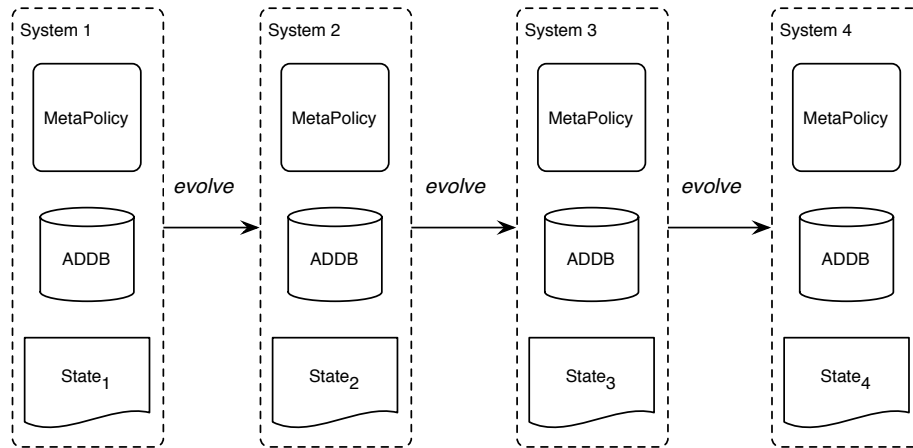 System 1
MetaPolicy
ADDB
State1
evolve
System 2
MetaPolicy
ADDB
State2
evolve
System 3
MetaPolicy
ADDB
State3
evolve
System 4
MetaPolicy
ADDB
State4